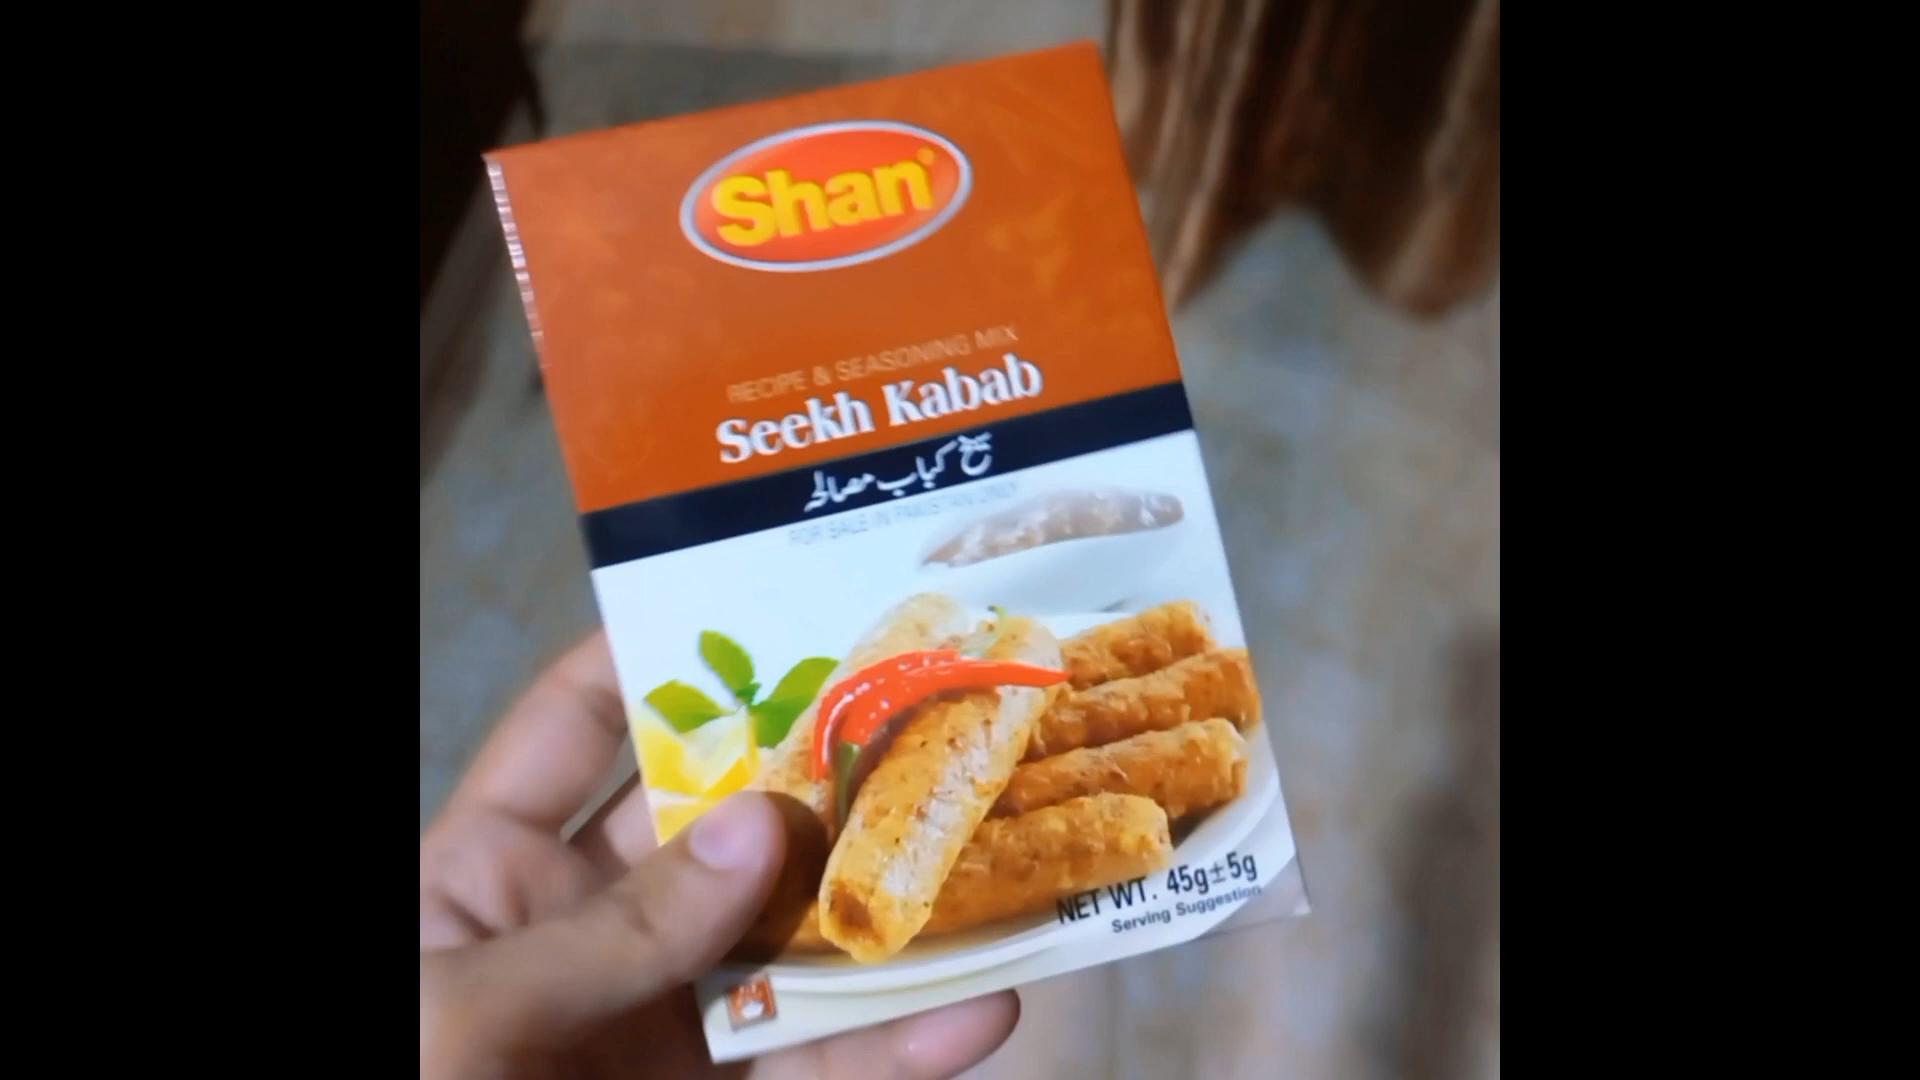 Shan
RECIPE & SEASONING MIX
Seekh Kabab
سیخ کباب مصالحہ
FOR SALE IN PAKISTAN ONLY
NET WT. 45g±5g
Serving Suggestion